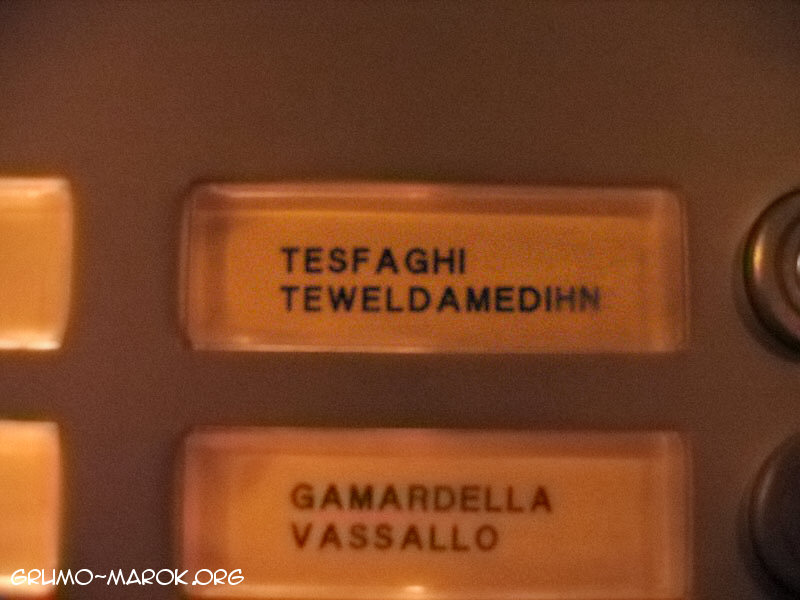 TESFAGHI
TEWELDAMEDIHN
GAMARDELLA
VASSALLO
GRUMO-MAROK.ORG